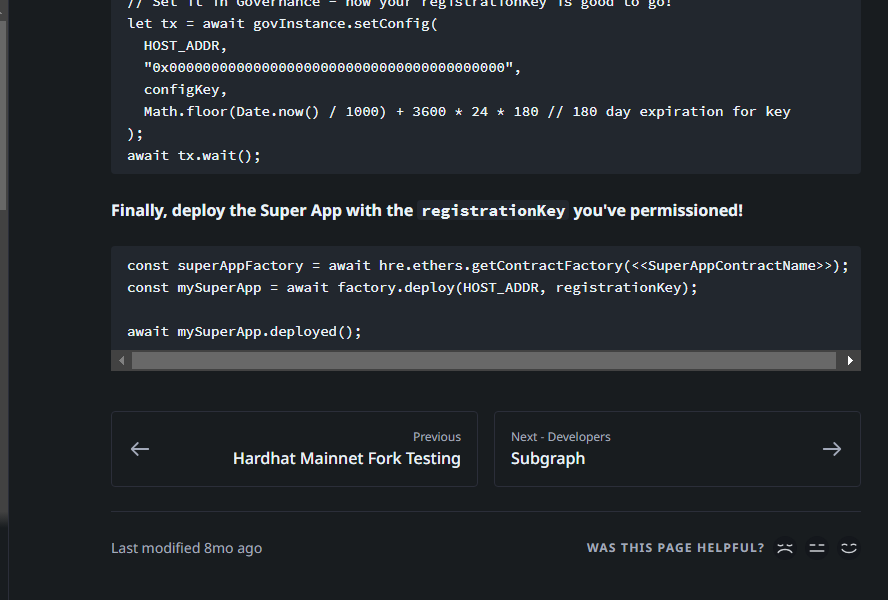 // Set it in Governance - now your registrationKey is good to go!
let tx = await govInstance.setConfig(
HOST_ADDR,
"0x0000000000000000000000000000000000000000",
configKey,
Math.floor(Date.now() / 1000) + 3600 * 24 * 180 // 180 day expiration for key
);
await tx.wait();
Finally, deploy the Super App with the registrationKey you've permissioned!
const superAppFactory = await hre.ethers.getContractFactory(<<SuperAppContractName>>);
const mySuperApp = await factory.deploy(HOST_ADDR, registrationKey);
await mySuperApp.deployed();
Previous
Hardhat Mainnet Fork Testing
Next - Developers
Subgraph
Last modified 8mo ago
WAS THIS PAGE HELPFUL?